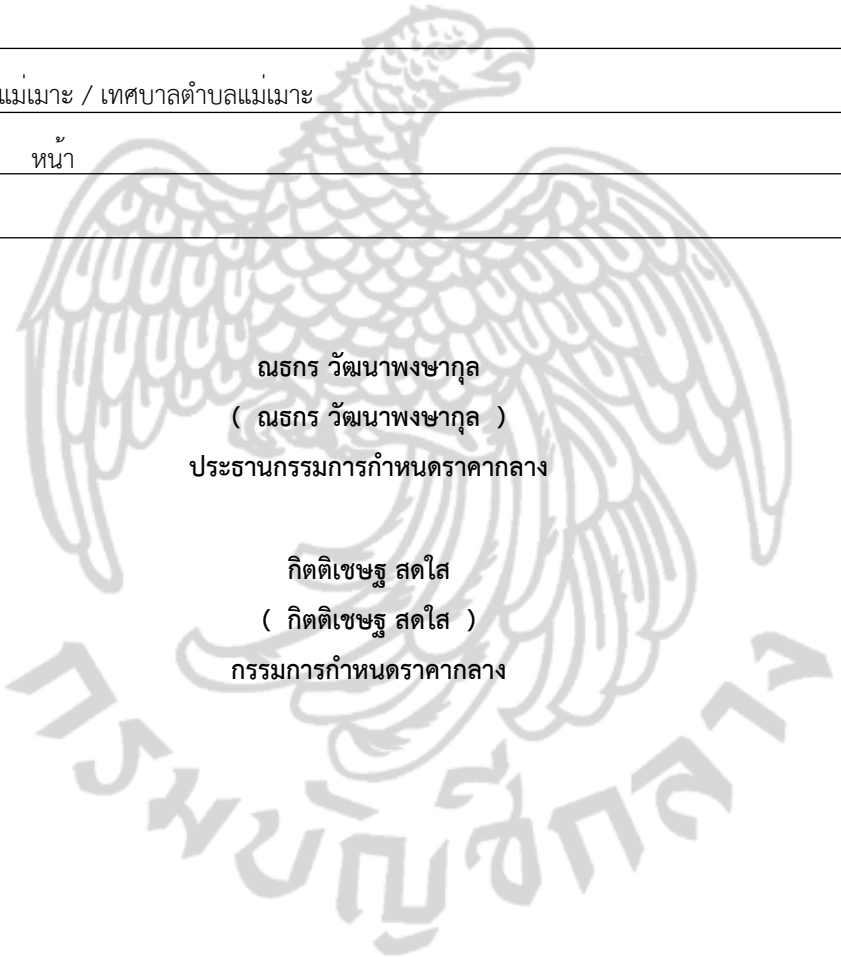 แม่เมาะ / เทศบาลตำบลแม่เมาะ
หน้า
ณธกร วัฒนาพงษากุล
( ณธกร วัฒนาพงษากุล )
ประธานกรรมการกำหนดราคากลาง
กิตติเชษฐ สดใส
( กิตติเชษฐ สดใส )
กรรมการกำหนดราคากลาง
กรมบัญชีกลาง